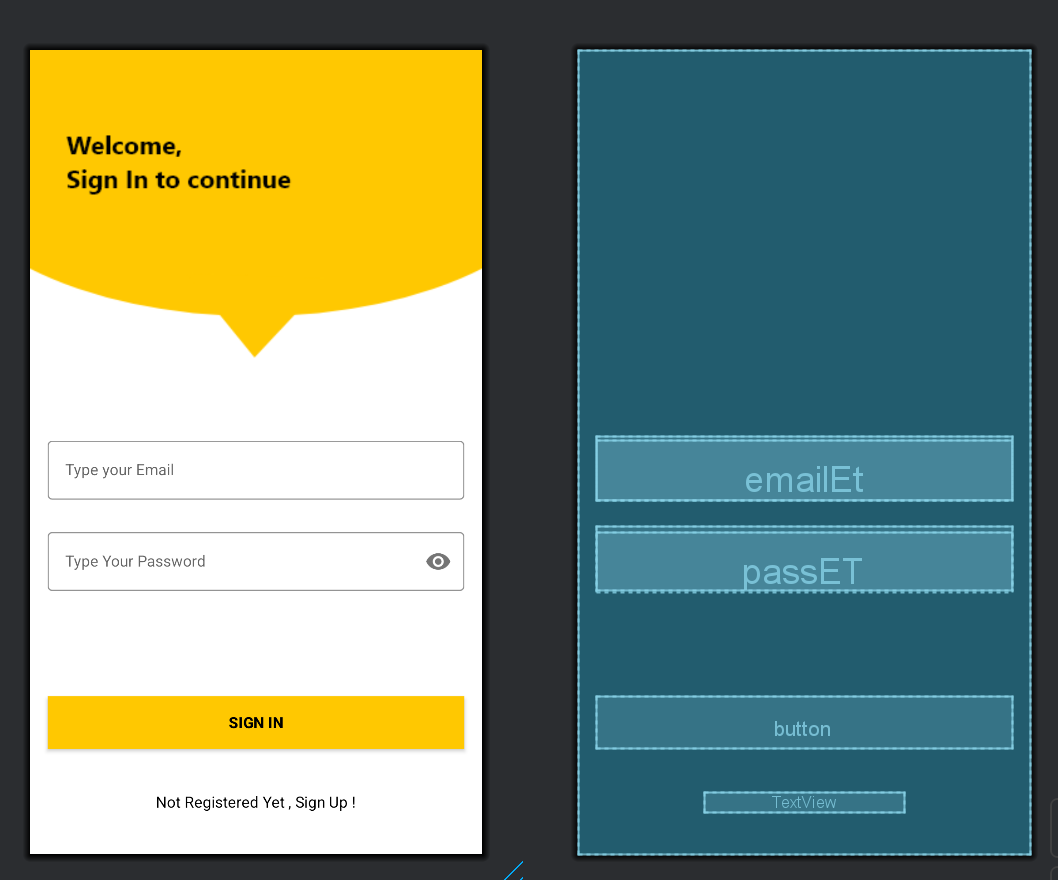 Welcome,
Sign In to continue
Type your Email
Type Your Password
SIGN IN
Not Registered Yet , Sign Up !
emailEt
passET
button
TextView